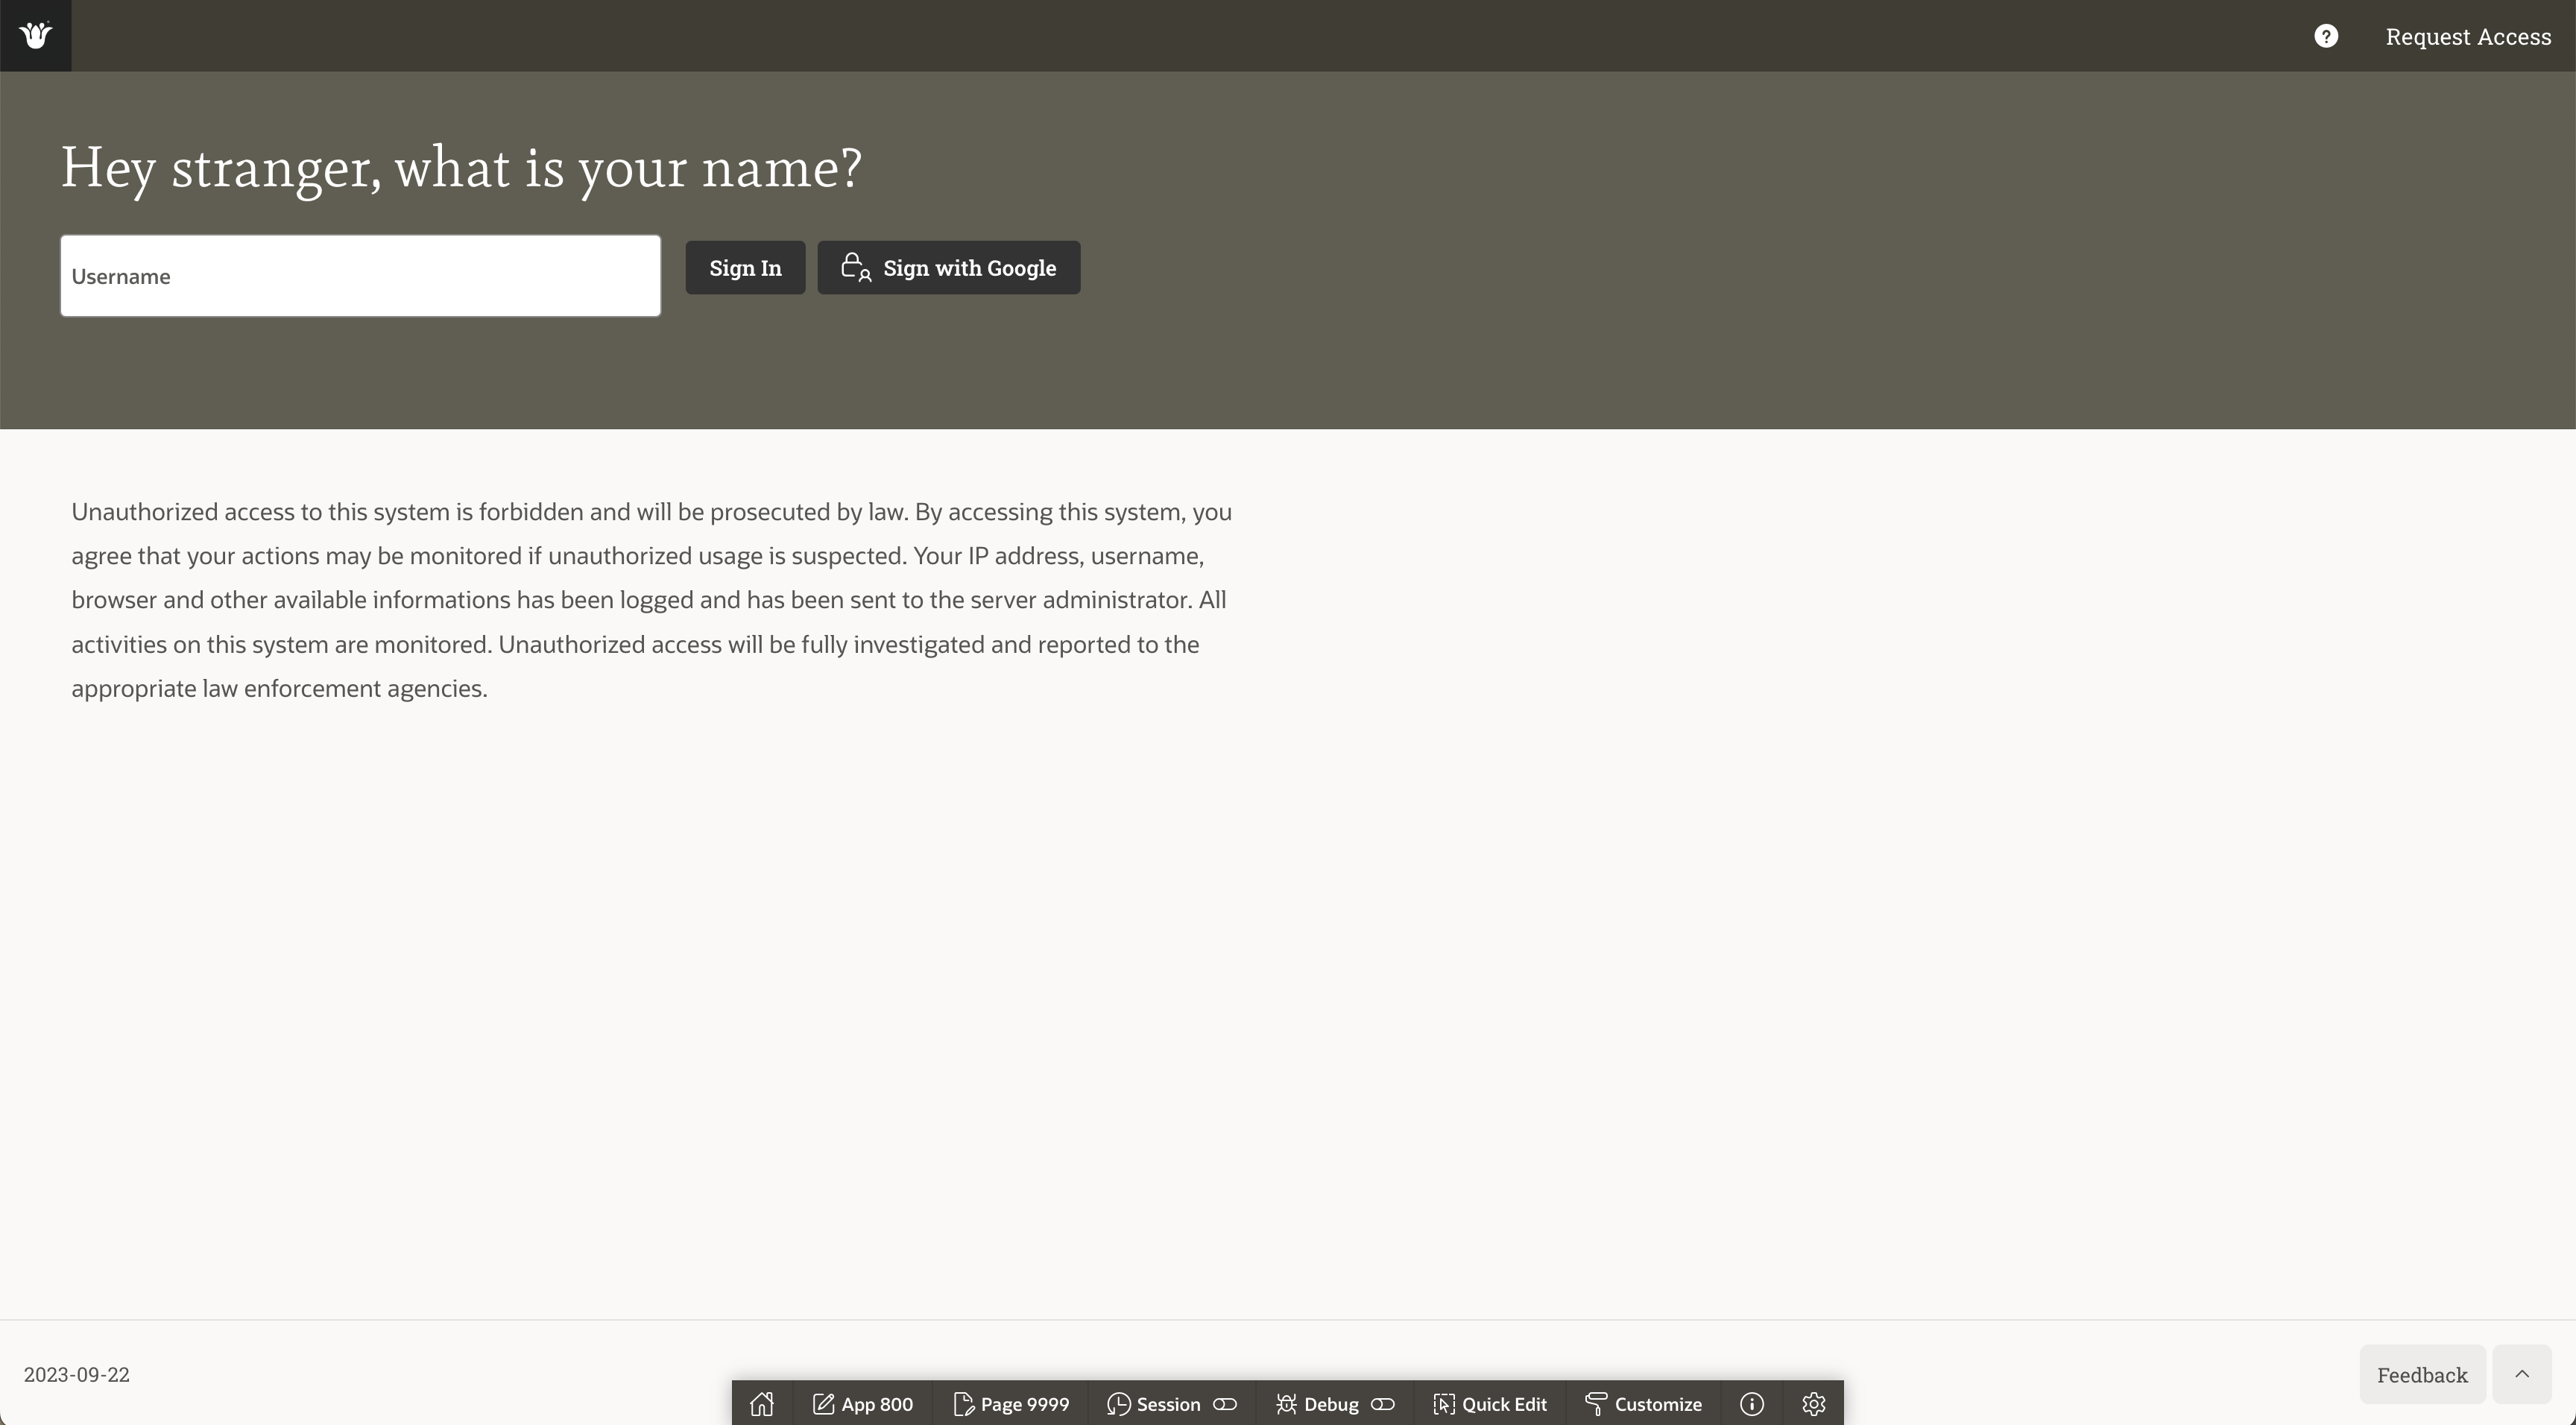 Request Access
Hey stranger, what is your name?
Username
Sign In
Sign with Google
Unauthorized access to this system is forbidden and will be prosecuted by law. By accessing this system, you
agree that your actions may be monitored if unauthorized usage is suspected. Your IP address, username,
browser and other available informations has been logged and has been sent to the server administrator. All
activities on this system are monitored. Unauthorized access will be fully investigated and reported to the
appropriate law enforcement agencies.
2023-09-22
Feedback
App 800
Page 9999
Session
Debug
Quick Edit
Customize